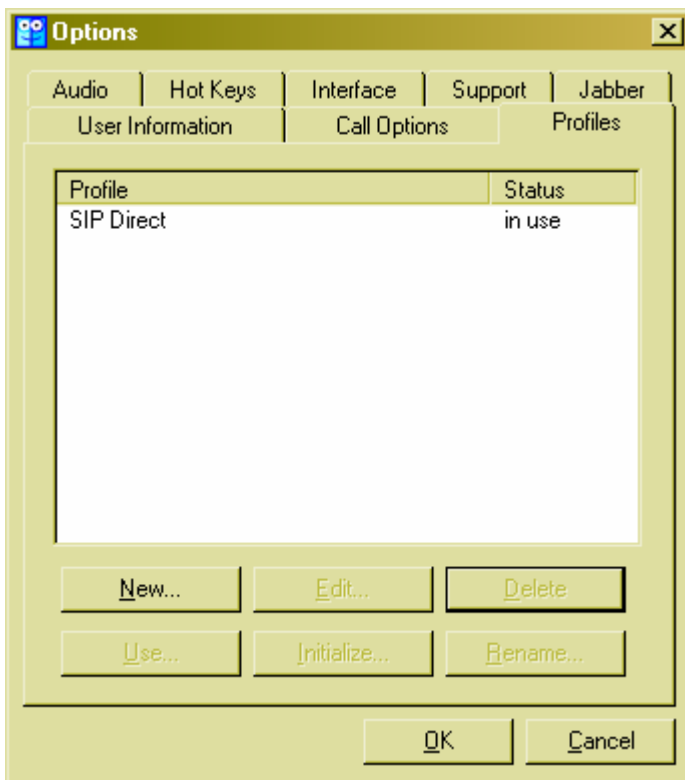 Options
Audio Hot Keys Interface Support Jabber
User Information Call Options Profiles
Profile Status
SIP Direct in use
New... Edit... Delete
Use... Initialize... Rename...
OK Cancel